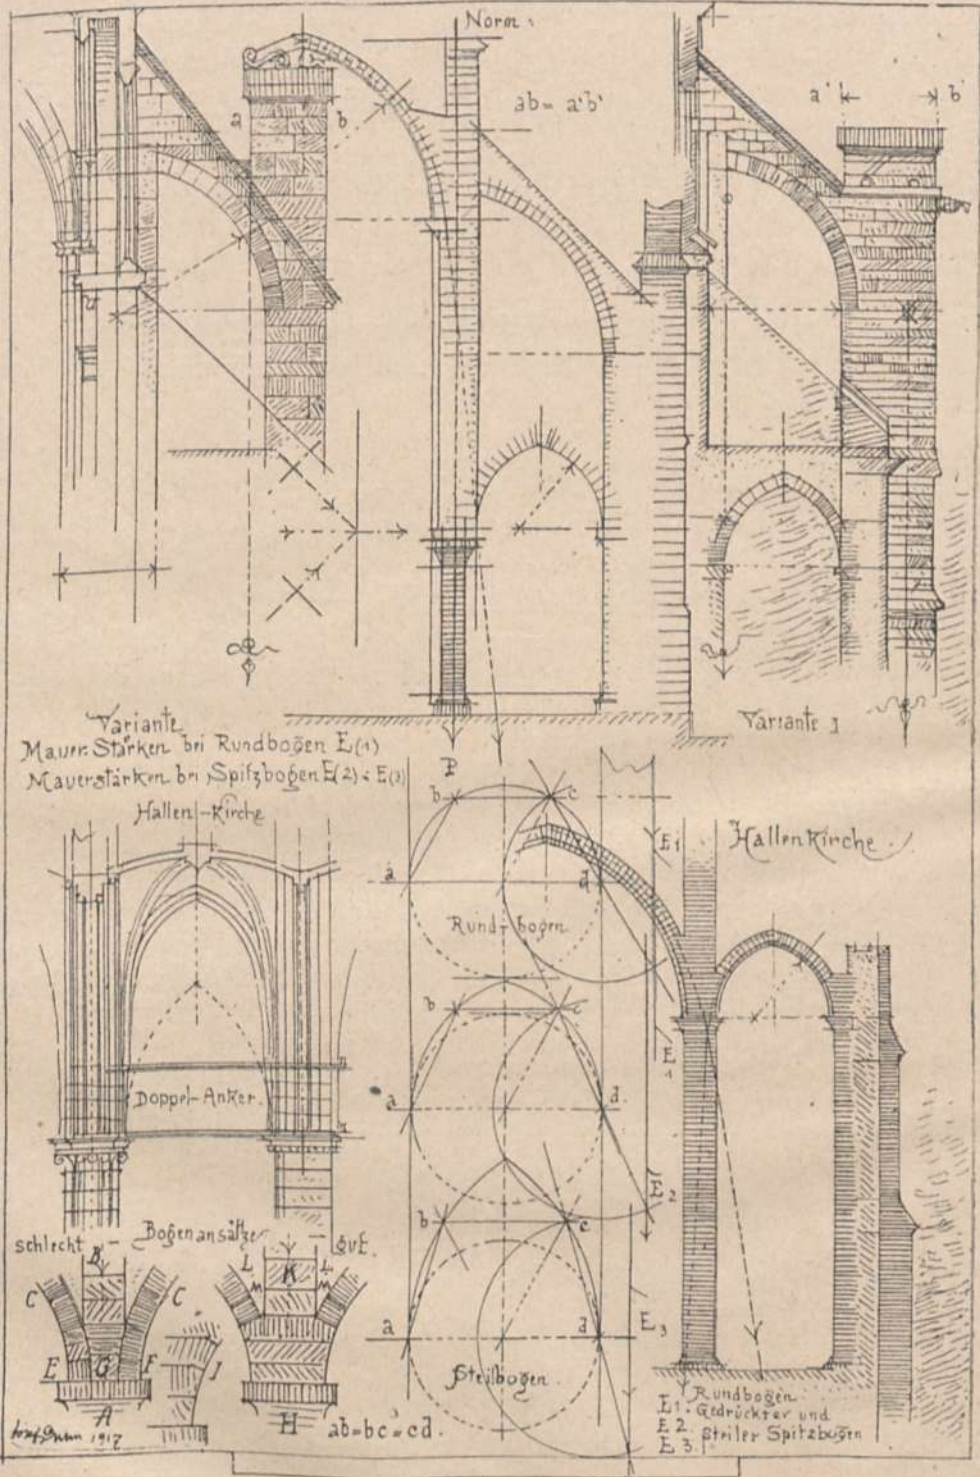 Norm:
ab = a'b'
a
b
a'
b'
Variante
Mauer-Stärken bei Rundbogen E(1)
Mauerstärken bei Spitzbogen E(2) & E(3)
Variante J
P
Hallen-Kirche
Hallenkirche
a
b
c
d
Rund-bogen
E1
E1
Doppel-Anker.
a
b
c
d
E2
schlecht - Bogenansätze - gut.
B
C
C
E
G
F
A
J
L
K
L
M
M
H
a
b
c
d
Steilbogen
E3
ab=bc=cd.
Rundbogen
E1. Gedrückter und
E2. Steiler Spitzbogen
E3.
1917